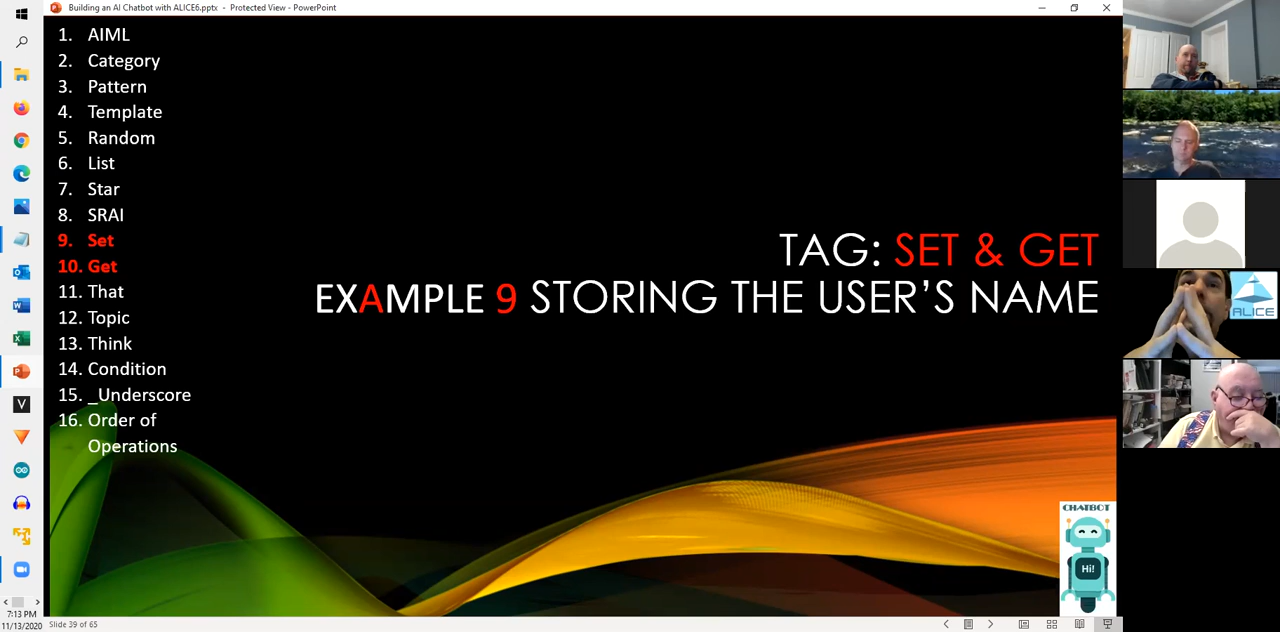 Building an AI Chatbot with ALICE6.pptx - Protected View - PowerPoint
1. AIML
2. Category
3. Pattern
4. Template
5. Random
6. List
7. Star
8. SRAI
9. Set
10. Get
11. That
12. Topic
13. Think
14. Condition
15. _Underscore
16. Order of
Operations
TAG: SET & GET
EXAMPLE 9 STORING THE USER'S NAME
CHATBOT
Hi!
ALICE
7:13 PM
11/13/2020
Slide 39 of 65